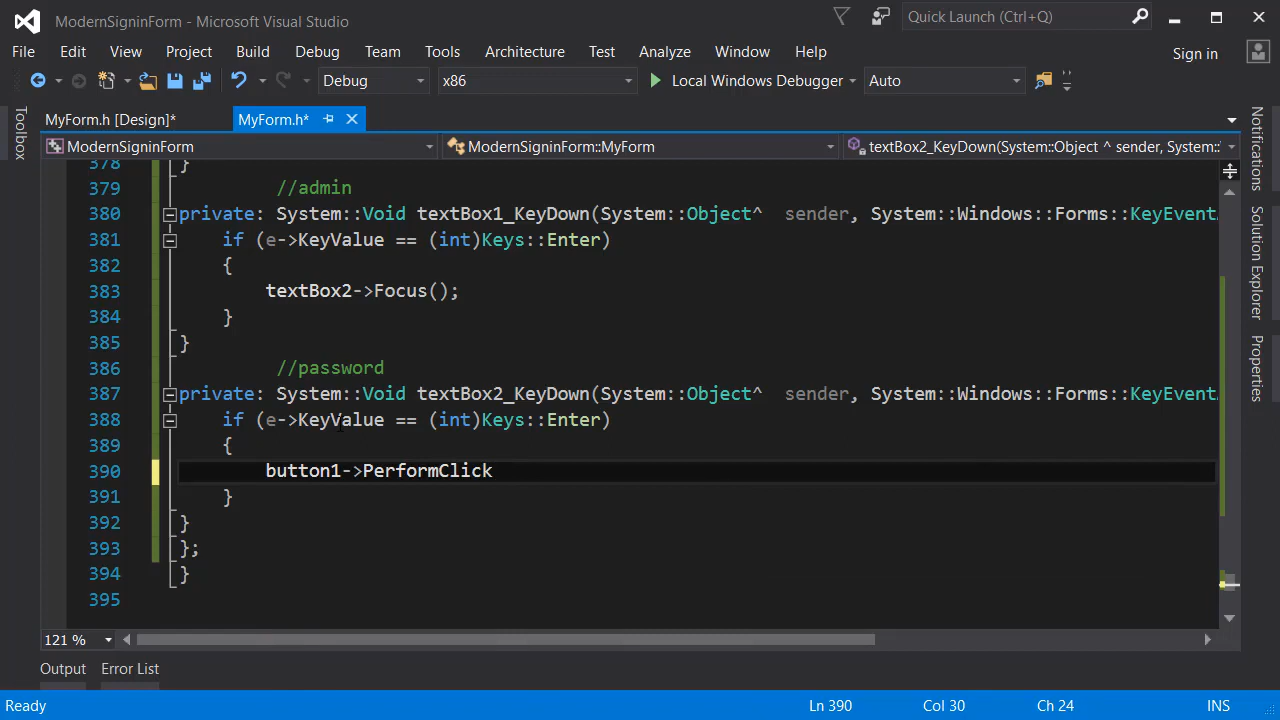 ModernSigninForm - Microsoft Visual Studio
Quick Launch (Ctrl+Q)
File Edit View Project Build Debug Team Tools Architecture Test Analyze Window Help
Sign in
Debug x86 Local Windows Debugger Auto
Toolbox
MyForm.h [Design]* MyForm.h*
ModernSigninForm ModernSigninForm::MyForm textBox2_KeyDown(System::Object ^ sender, System::
Notifications
Solution Explorer
Properties
378 }
379 //admin
380 private: System::Void textBox1_KeyDown(System::Object^ sender, System::Windows::Forms::KeyEvent
381 if (e->KeyValue == (int)Keys::Enter)
382 {
383 textBox2->Focus();
384 }
385 }
386 //password
387 private: System::Void textBox2_KeyDown(System::Object^ sender, System::Windows::Forms::KeyEvent
388 if (e->KeyValue == (int)Keys::Enter)
389 {
390 button1->PerformClick
391 }
392 }
393 };
394 }
395
121 %
Output Error List
Ready Ln 390 Col 30 Ch 24 INS